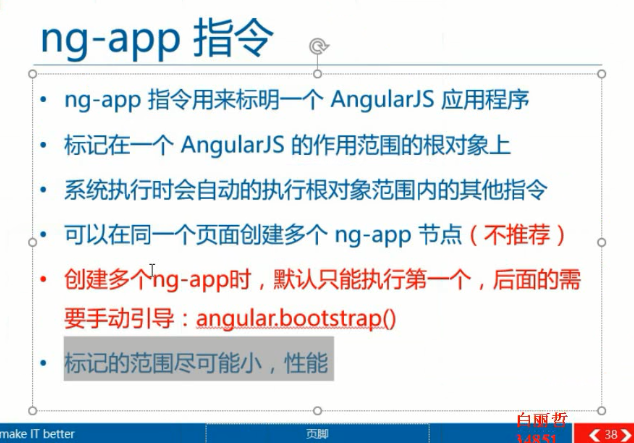 ng-app 指令
• ng-app 指令用来标明一个 AngularJS 应用程序
• 标记在一个 AngularJS 的作用范围的根对象上
• 系统执行时会自动的执行根对象范围内的其他指令
• 可以在同一个页面创建多个 ng-app 节点（不推荐）
• 创建多个ng-app时，默认只能执行第一个，后面的需
要手动引导：angular.bootstrap()
• 标记的范围尽可能小，性能
make IT better
页脚
白丽哲
34851
38